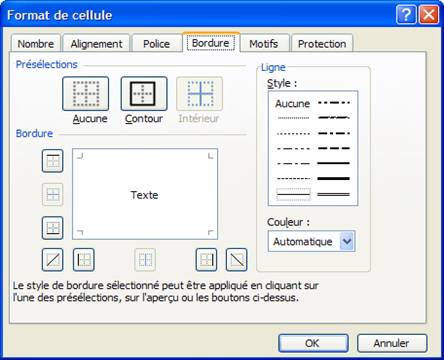 Format de cellule
Nombre Alignement Police Bordure Motifs Protection
Présélections
Aucune Contour Intérieur
Bordure
Texte
Ligne
Style :
Aucune
Couleur :
Automatique
Le style de bordure sélectionné peut être appliqué en cliquant sur
l'une des présélections, sur l'aperçu ou les boutons ci-dessus.
OK Annuler